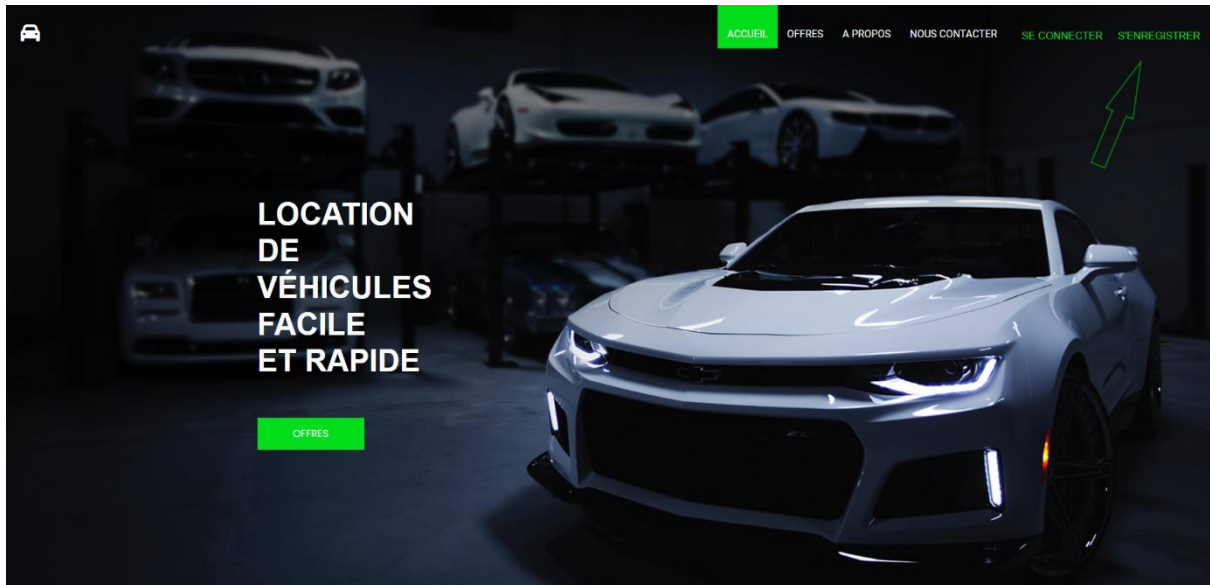 ACCUEIL OFFRES A PROPOS NOUS CONTACTER SE CONNECTER S'ENREGISTRER
LOCATION
DE
VÉHICULES
FACILE
ET RAPIDE
OFFRES